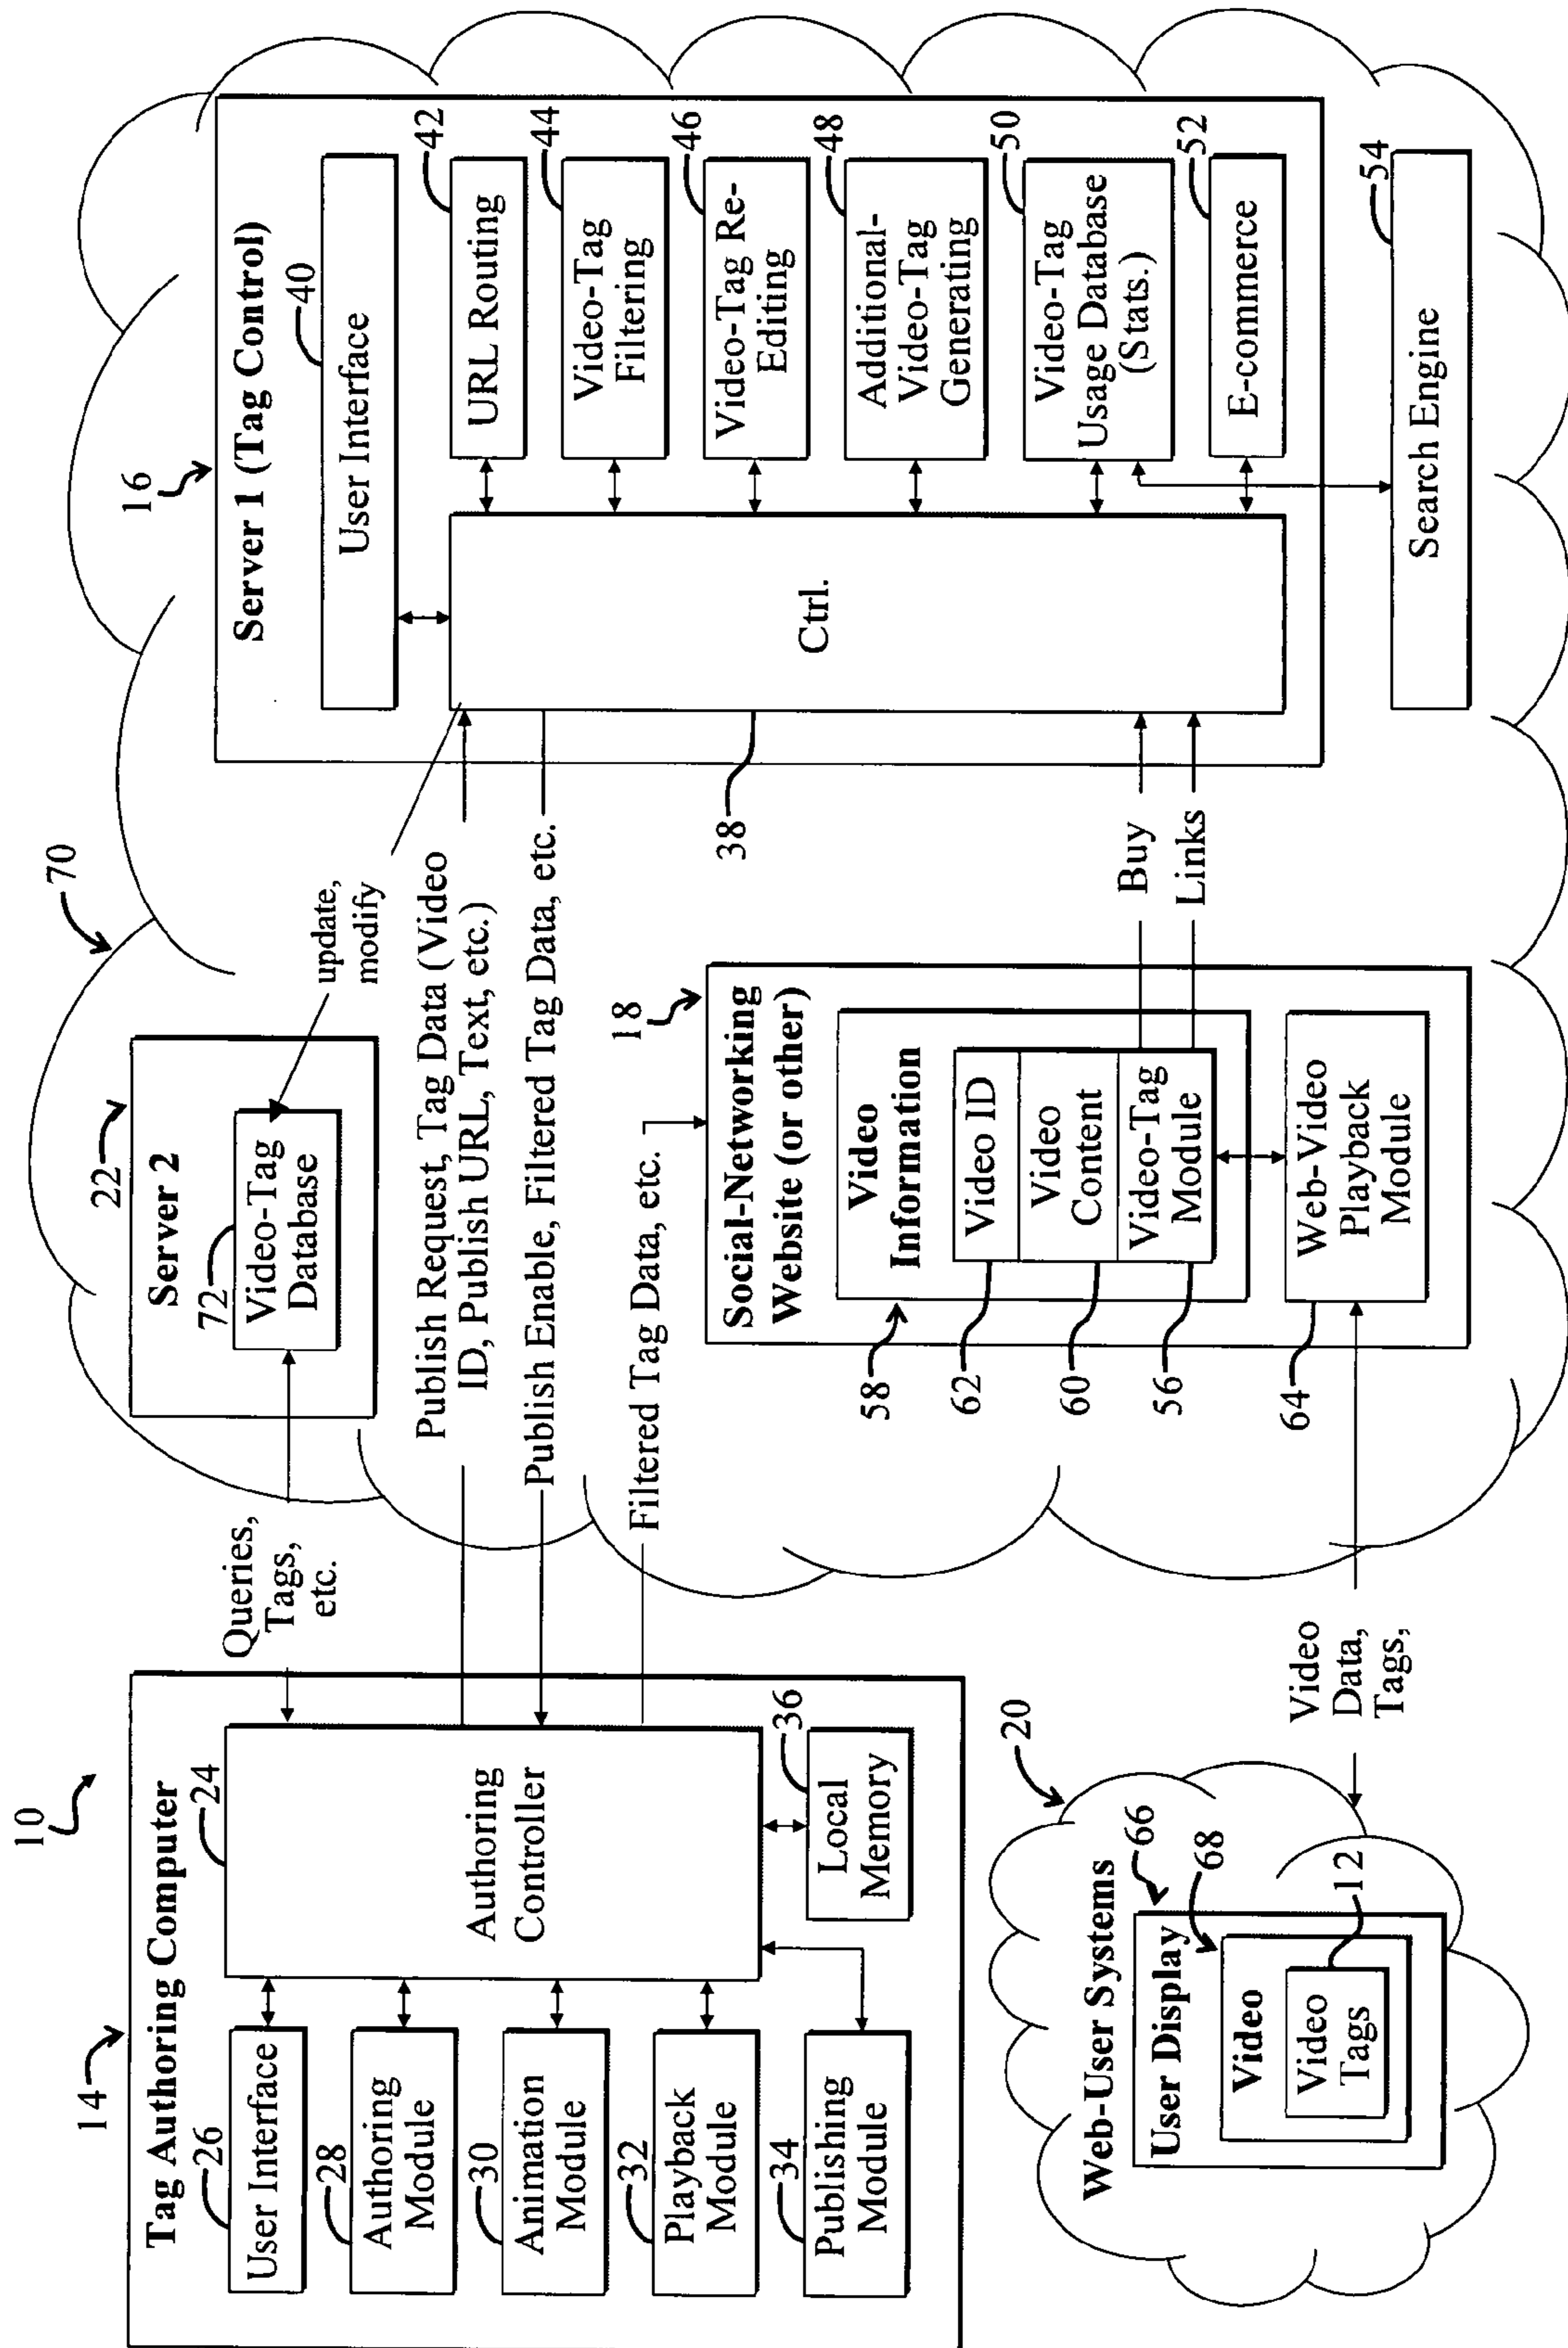 10
14
Tag Authoring Computer
26
User Interface
28
Authoring
Module
30
Animation
Module
32
Playback
Module
34
Publishing
Module
24
Authoring
Controller
36
Local
Memory
Queries,
Tags,
etc.
22
Server 2
72
Video-Tag
Database
update,
modify
70
Publish Request, Tag Data (Video
ID, Publish URL, Text, etc.)
Publish Enable, Filtered Tag Data, etc.
Filtered Tag Data, etc.
16
Server 1 (Tag Control)
40
User Interface
Ctrl.
38
42
URL Routing
44
Video-Tag
Filtering
46
Video-Tag Re-
Editing
48
Additional-
Video-Tag
Generating
50
Video-Tag
Usage Database
(Stats.)
52
E-commerce
54
Search Engine
18
Social-Networking
Website (or other)
58
Video
Information
62
Video ID
60
Video
Content
56
Video-Tag
Module
64
Web-Video
Playback
Module
Buy
Links
20
Web-User Systems
66
User Display
68
Video
12
Video
Tags
Video
Data,
Tags,